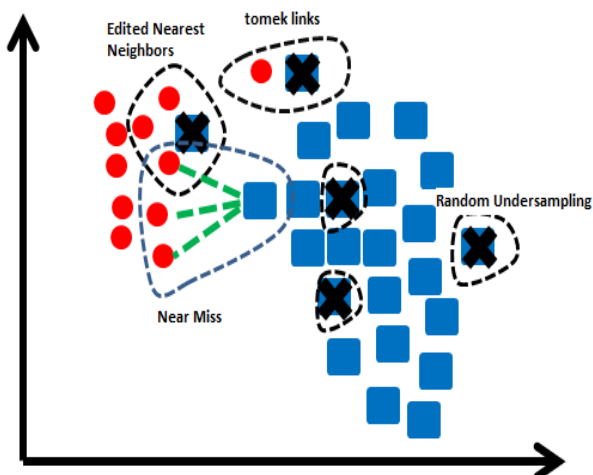 Edited Nearest
Neighbors
tomek links
Random Undersampling
Near Miss